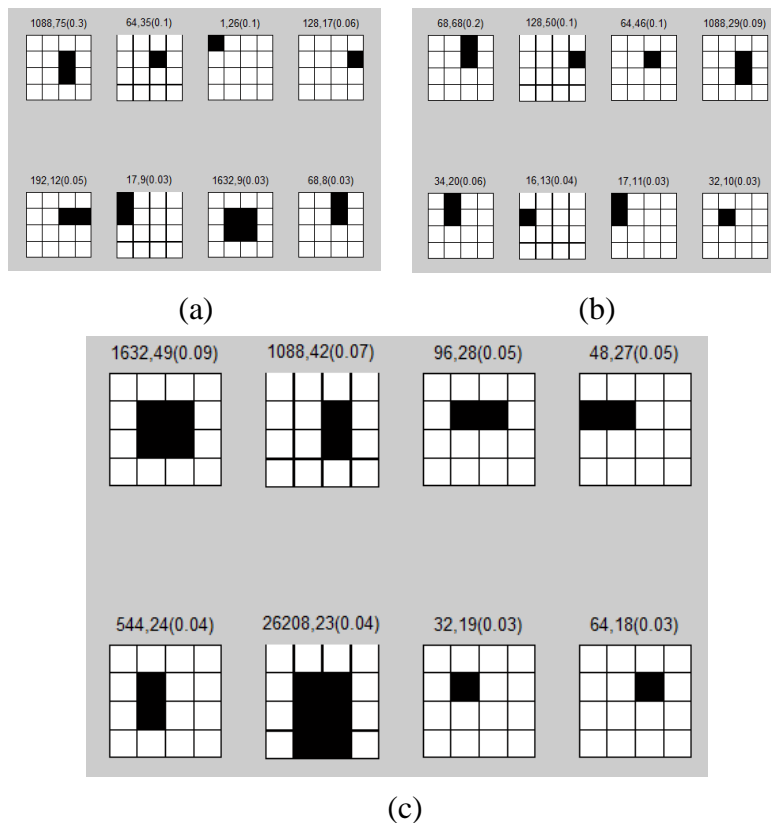 1088,75(0.3) 64,35(0.1) 1,26(0.1) 128,17(0.06)
192,12(0.05) 17,9(0.03) 1632,9(0.03) 68,8(0.03)
(a)
68,68(0.2) 128,50(0.1) 64,46(0.1) 1088,29(0.09)
34,20(0.06) 16,13(0.04) 17,11(0.03) 32,10(0.03)
(b)
1632,49(0.09) 1088,42(0.07) 96,28(0.05) 48,27(0.05)
544,24(0.04) 26208,23(0.04) 32,19(0.03) 64,18(0.03)
(c)